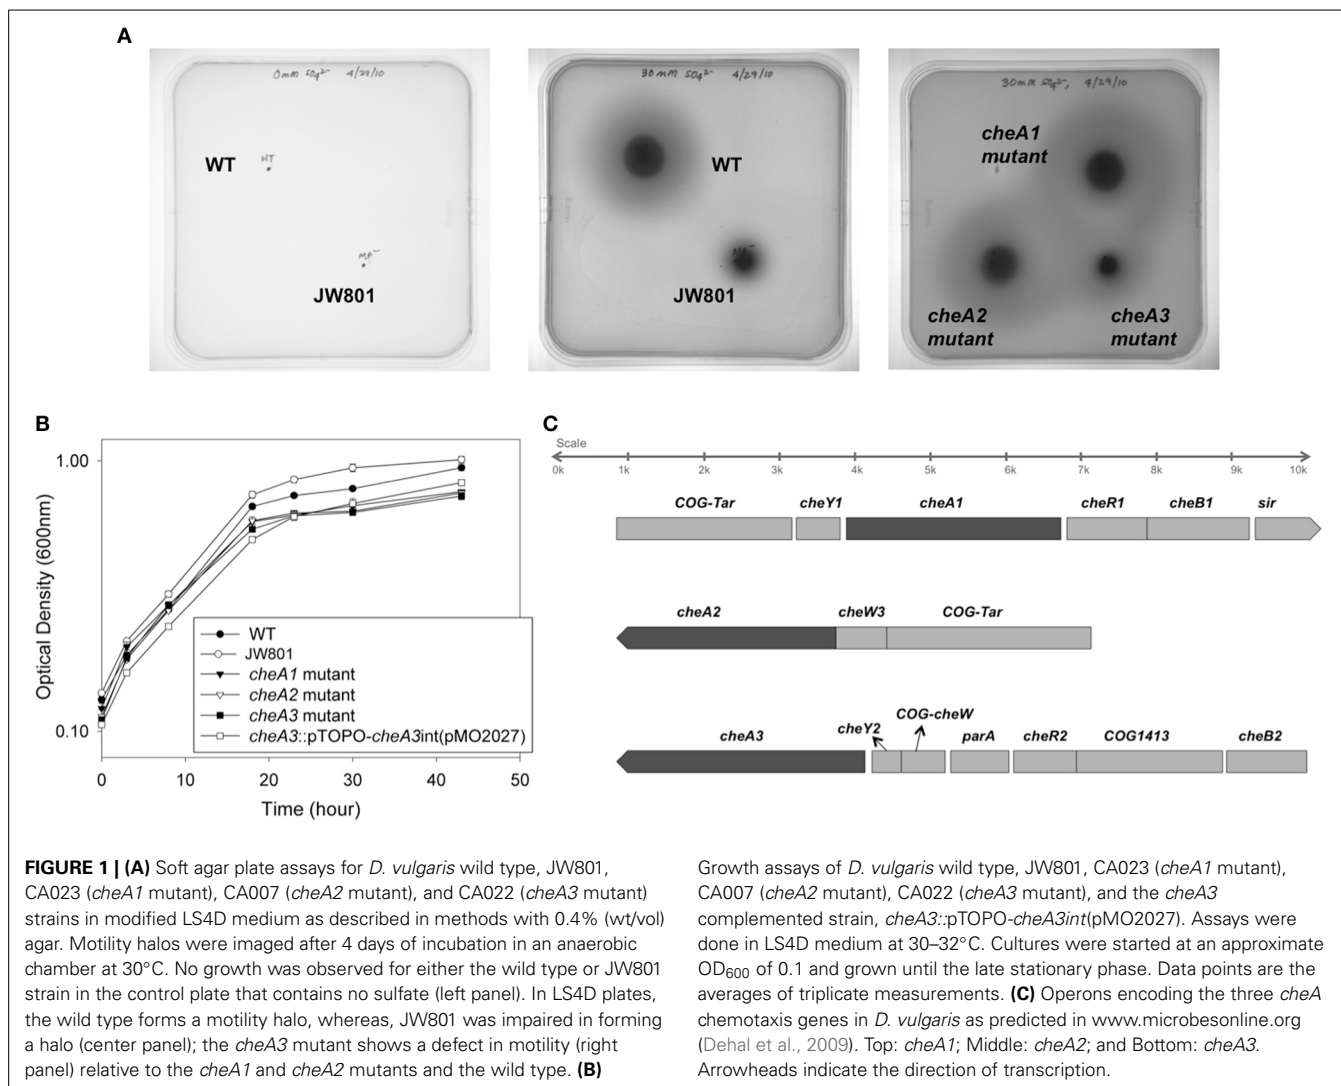 A
0mM SO4²⁻ 4/29/10
WT
WT
JW801
30mM SO4²⁻ 4/29/10
WT
JW801
30mM SO4²⁻, 4/29/10
cheA1
mutant
cheA2
mutant
cheA3
mutant
B
1.00
0.10
Optical Density (600nm)
WT
JW801
cheA1 mutant
cheA2 mutant
cheA3 mutant
cheA3::pTOPO-cheA3int(pMO2027)
0 10 20 30 40 50
Time (hour)
C
Scale
0k 1k 2k 3k 4k 5k 6k 7k 8k 9k 10k
COG-Tar cheY1 cheA1 cheR1 cheB1 sir
cheA2 cheW3 COG-Tar
COG-cheW
cheA3 cheY2 parA cheR2 COG1413 cheB2
FIGURE 1 | (A) Soft agar plate assays for D. vulgaris wild type, JW801,
CA023 (cheA1 mutant), CA007 (cheA2 mutant), and CA022 (cheA3 mutant)
strains in modified LS4D medium as described in methods with 0.4% (wt/vol)
agar. Motility halos were imaged after 4 days of incubation in an anaerobic
chamber at 30°C. No growth was observed for either the wild type or JW801
strain in the control plate that contains no sulfate (left panel). In LS4D plates,
the wild type forms a motility halo, whereas, JW801 was impaired in forming
a halo (center panel); the cheA3 mutant shows a defect in motility (right
panel) relative to the cheA1 and cheA2 mutants and the wild type. (B)
Growth assays of D. vulgaris wild type, JW801, CA023 (cheA1 mutant),
CA007 (cheA2 mutant), CA022 (cheA3 mutant), and the cheA3
complemented strain, cheA3::pTOPO-cheA3int(pMO2027). Assays were
done in LS4D medium at 30–32°C. Cultures were started at an approximate
OD₆₀₀ of 0.1 and grown until the late stationary phase. Data points are the
averages of triplicate measurements. (C) Operons encoding the three cheA
chemotaxis genes in D. vulgaris as predicted in www.microbesonline.org
(Dehal et al., 2009). Top: cheA1; Middle: cheA2; and Bottom: cheA3.
Arrowheads indicate the direction of transcription.